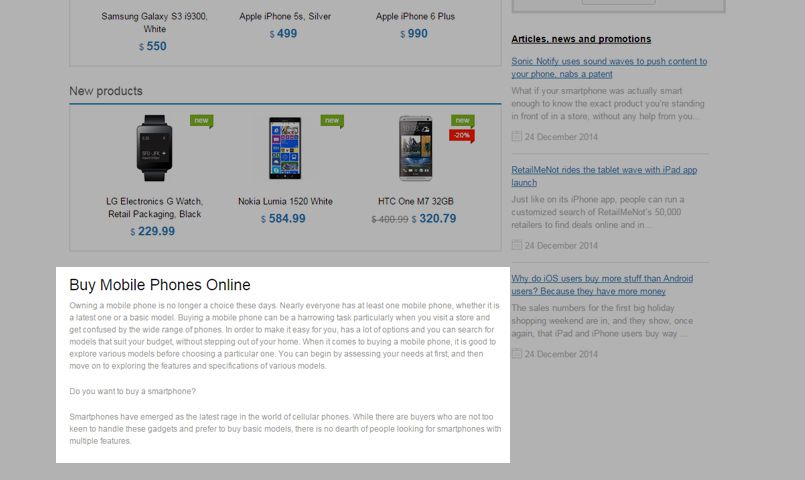 Samsung Galaxy S3 i9300,
White
$ 550
Apple iPhone 5s, Silver
$ 499
Apple iPhone 6 Plus
$ 990
New products
new
LG Electronics G Watch,
Retail Packaging, Black
$ 229.99
new
Nokia Lumia 1520 White
$ 584.99
new
-20%
HTC One M7 32GB
$ 400.99 $ 320.79
Buy Mobile Phones Online
Owning a mobile phone is no longer a choice these days. Nearly everyone has at least one mobile phone, whether it is
a latest one or a basic model. Buying a mobile phone can be a harrowing task particularly when you visit a store and
get confused by the wide range of phones. In order to make it easy for you, has a lot of options and you can search for
models that suit your budget, without stepping out of your home. When it comes to buying a mobile phone, it is good to
explore various models before choosing a particular one. You can begin by assessing your needs at first, and then
move on to exploring the features and specifications of various models.
Do you want to buy a smartphone?
Smartphones have emerged as the latest rage in the world of cellular phones. While there are buyers who are not too
keen to handle these gadgets and prefer to buy basic models, there is no dearth of people looking for smartphones with
multiple features.
Articles, news and promotions
Sonic Notify uses sound waves to push content to
your phone, nabs a patent
What if your smartphone was actually smart
enough to know the exact product you're standing
in front of in a store, without any help from you...
24 December 2014
RetailMeNot rides the tablet wave with iPad app
launch
Just like on its iPhone app, people can run a
customized search of RetailMeNot's 50,000
retailers to find deals online and in...
24 December 2014
Why do iOS users buy more stuff than Android
users? Because they have more money
The sales numbers for the first big holiday
shopping weekend are in, and they show, once
again, that iPad and iPhone users buy way ...
24 December 2014